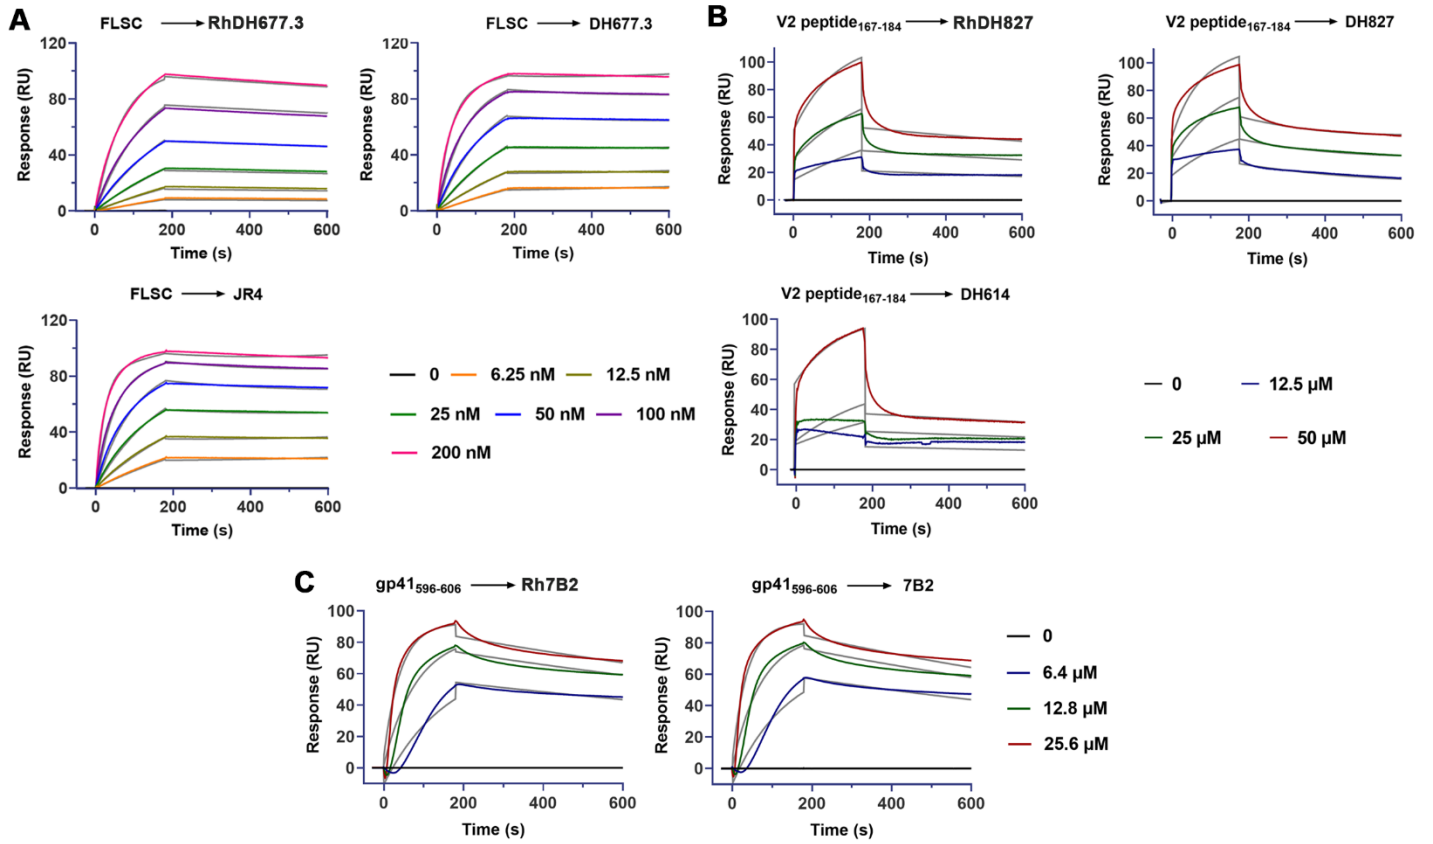 A
FLSC → RhDH677.3
120
80
40
0
Response (RU)
0 200 400 600
Time (s)
FLSC → DH677.3
120
80
40
0
Response (RU)
0 200 400 600
Time (s)
FLSC → JR4
120
80
40
0
Response (RU)
0 200 400 600
Time (s)
0 6.25 nM 12.5 nM
25 nM 50 nM 100 nM
200 nM
B
V2 peptide167-184 → RhDH827
100
80
60
40
20
0
Response (RU)
0 200 400 600
Time (s)
V2 peptide167-184 → DH827
100
80
60
40
20
0
Response (RU)
0 200 400 600
Time (s)
V2 peptide167-184 → DH614
100
80
60
40
20
0
Response (RU)
0 200 400 600
Time (s)
0 12.5 µM
25 µM 50 µM
C
gp41596-606 → Rh7B2
100
80
60
40
20
0
Response (RU)
0 200 400 600
Time (s)
gp41596-606 → 7B2
100
80
60
40
20
0
Response (RU)
0 200 400 600
Time (s)
0
6.4 µM
12.8 µM
25.6 µM